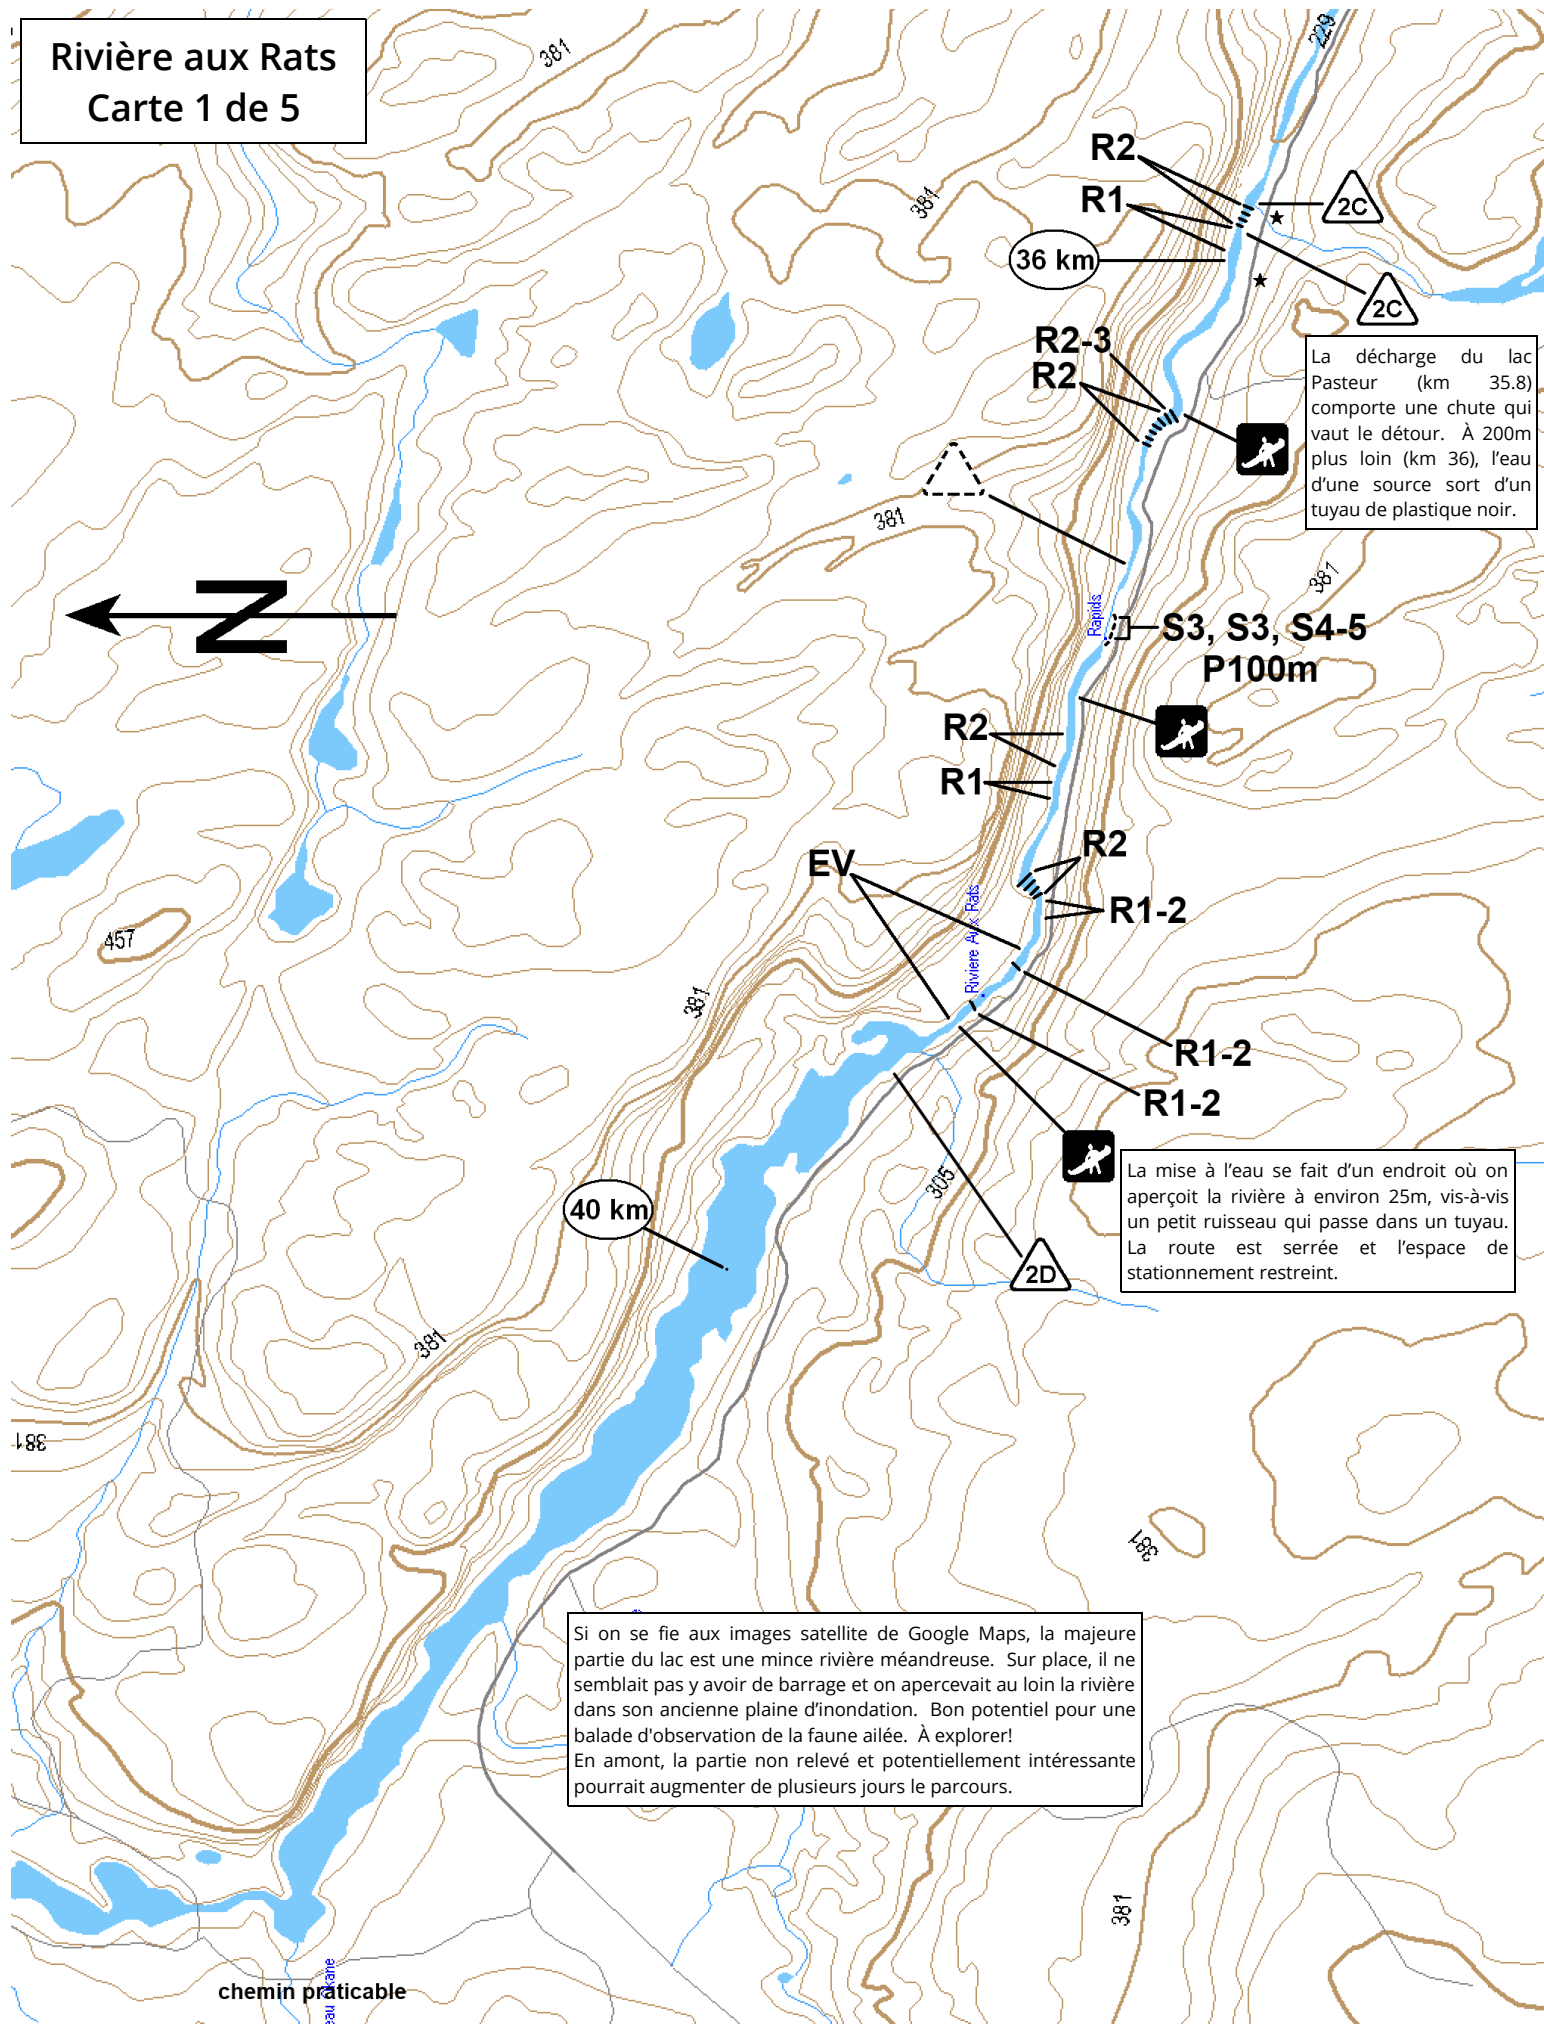 Rivière aux Rats
Carte 1 de 5
381
229
R2
R1
2C
381
36 km
2C
R2-3
R2
La décharge du lac
Pasteur (km 35.8)
comporte une chute qui
vaut le détour. À 200m
plus loin (km 36), l'eau
d'une source sort d'un
tuyau de plastique noir.
381
381
N
Rapids
S3, S3, S4-5
P100m
R2
R1
R2
EV
R1-2
Riviere Aux Rats
457
381
R1-2
R1-2
La mise à l'eau se fait d'un endroit où on
aperçoit la rivière à environ 25m, vis-à-vis
un petit ruisseau qui passe dans un tuyau.
La route est serrée et l'espace de
stationnement restreint.
305
40 km
2D
381
381
381
Si on se fie aux images satellite de Google Maps, la majeure
partie du lac est une mince rivière méandreuse. Sur place, il ne
semblait pas y avoir de barrage et on apercevait au loin la rivière
dans son ancienne plaine d'inondation. Bon potentiel pour une
balade d'observation de la faune ailée. À explorer!
En amont, la partie non relevé et potentiellement intéressante
pourrait augmenter de plusieurs jours le parcours.
381
chemin praticable